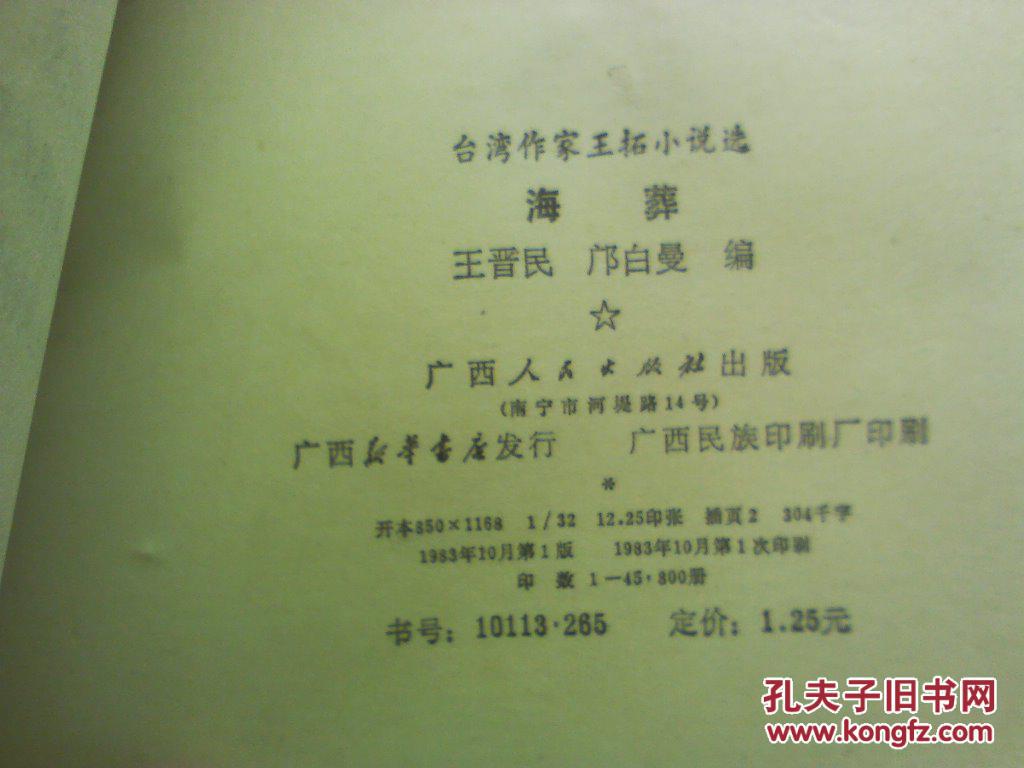 台湾作家王拓小说选
海 葬
王晋民 邝白曼 编
☆
广西人民出版社出版
(南宁市河堤路14号)
广西新华书店发行 广西民族印刷厂印刷
*
开本850×1168 1/32 12.25印张 插页2 304千字
1983年10月第1版 1983年10月第1次印刷
印 数 1—45,800册
书号：10113·265 定价：1.25元
孔夫子旧书网
www.kongfz.com